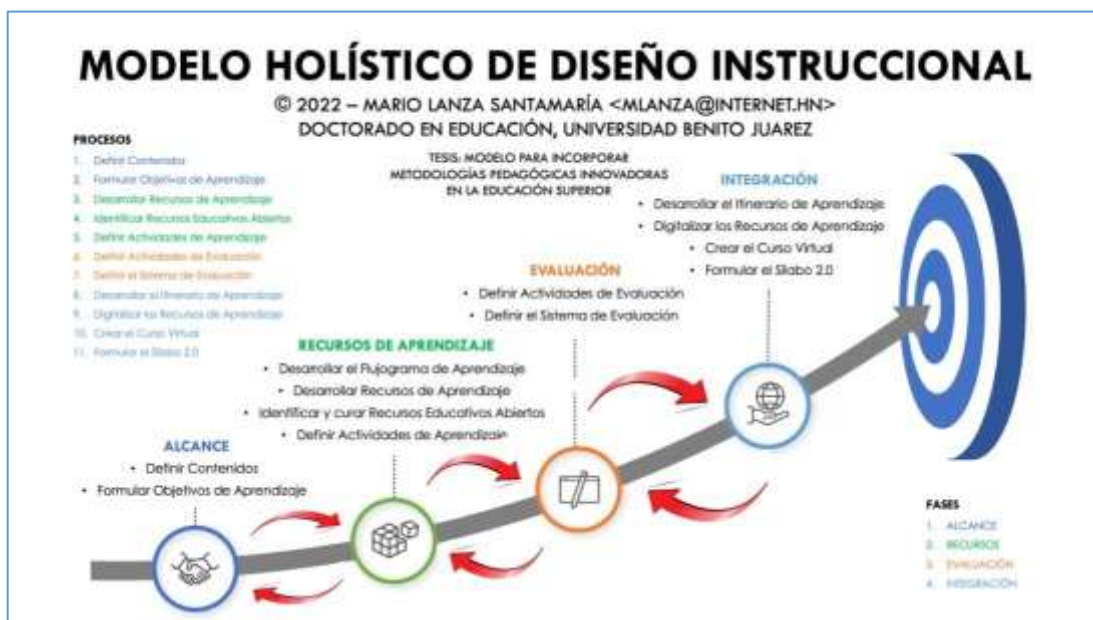 MODELO HOLÍSTICO DE DISEÑO INSTRUCCIONAL
© 2022 – MARIO LANZA SANTAMARÍA <MLANZA@INTERNET.HN>
DOCTORADO EN EDUCACIÓN, UNIVERSIDAD BENITO JUAREZ
TESIS: MODELO PARA INCORPORAR
METODOLOGÍAS PEDAGÓGICAS INNOVADORAS
EN LA EDUCACIÓN SUPERIOR
PROCESOS
1. Definir Contenidos
2. Formular Objetivos de Aprendizaje
3. Desarrollar Recursos de Aprendizaje
4. Identificar Recursos Educativos Abiertos
5. Definir Actividades de Aprendizaje
6. Definir Actividades de Evaluación
7. Definir el Sistema de Evaluación
8. Desarrollar el Itinerario de Aprendizaje
9. Digitalizar los Recursos de Aprendizaje
10. Crear el Curso Virtual
11. Formular el Sílabo 2.0
INTEGRACIÓN
• Desarrollar el Itinerario de Aprendizaje
• Digitalizar los Recursos de Aprendizaje
• Crear el Curso Virtual
• Formular el Sílabo 2.0
EVALUACIÓN
• Definir Actividades de Evaluación
• Definir el Sistema de Evaluación
RECURSOS DE APRENDIZAJE
• Desarrollar el Flujograma de Aprendizaje
• Desarrollar Recursos de Aprendizaje
• Identificar y curar Recursos Educativos Abiertos
• Definir Actividades de Aprendizaje
ALCANCE
• Definir Contenidos
• Formular Objetivos de Aprendizaje
FASES
1. ALCANCE
2. RECURSOS
3. EVALUACIÓN
4. INTEGRACIÓN